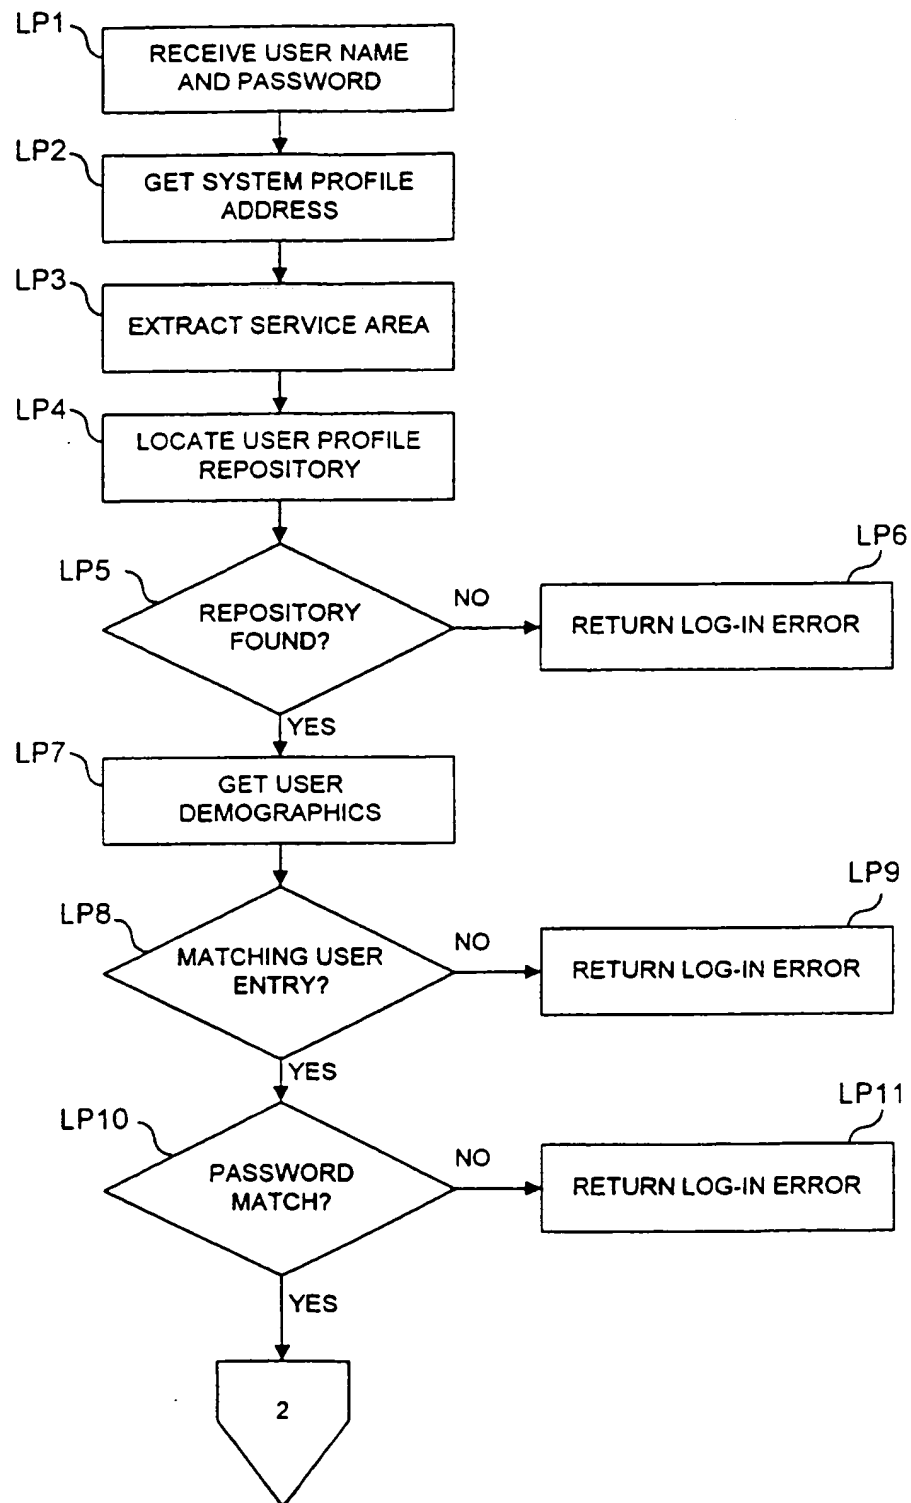 LP1
RECEIVE USER NAME
AND PASSWORD
LP2
GET SYSTEM PROFILE
ADDRESS
LP3
EXTRACT SERVICE AREA
LP4
LOCATE USER PROFILE
REPOSITORY
LP5
REPOSITORY
FOUND?
NO
LP6
RETURN LOG-IN ERROR
YES
LP7
GET USER
DEMOGRAPHICS
LP8
MATCHING USER
ENTRY?
NO
LP9
RETURN LOG-IN ERROR
YES
LP10
PASSWORD
MATCH?
NO
LP11
RETURN LOG-IN ERROR
YES
2